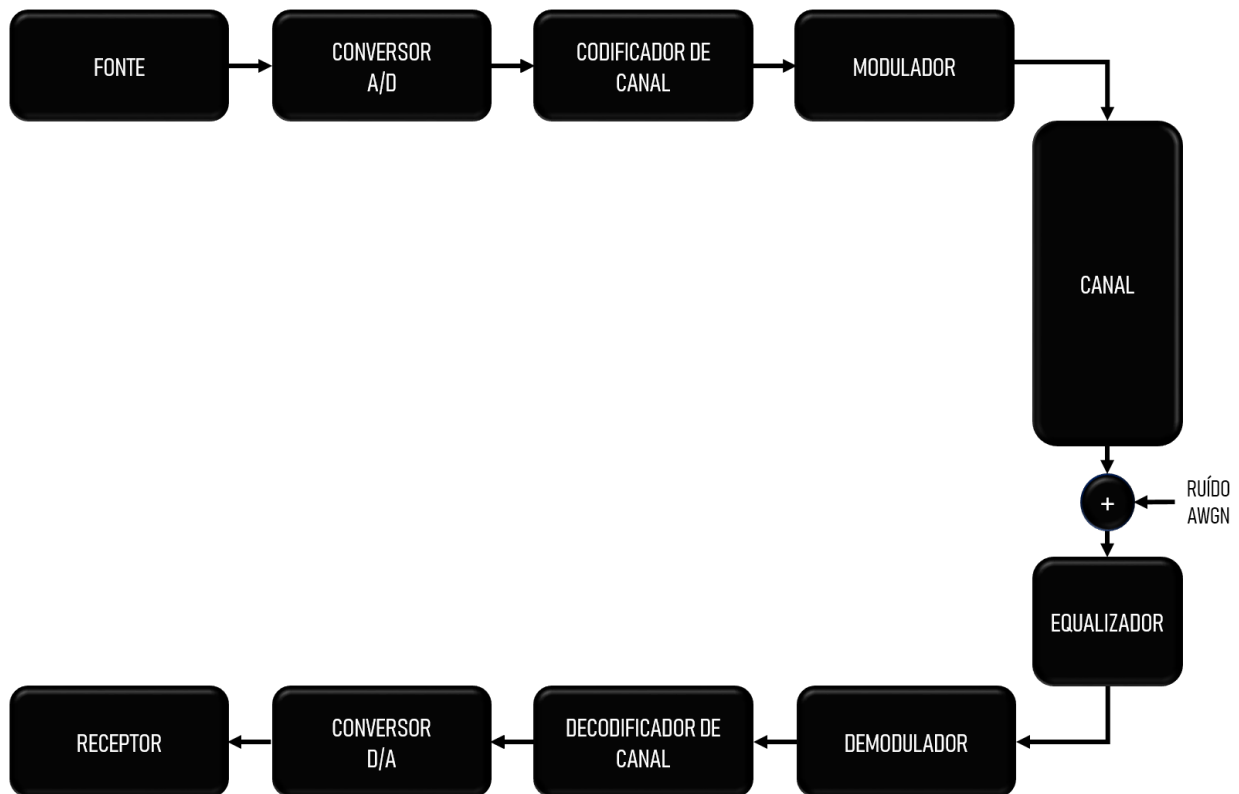 FONTE
CONVERSOR
A/D
CODIFICADOR DE
CANAL
MODULADOR
CANAL
+
RUÍDO
AWGN
EQUALIZADOR
RECEPTOR
CONVERSOR
D/A
DECODIFICADOR DE
CANAL
DEMODULADOR